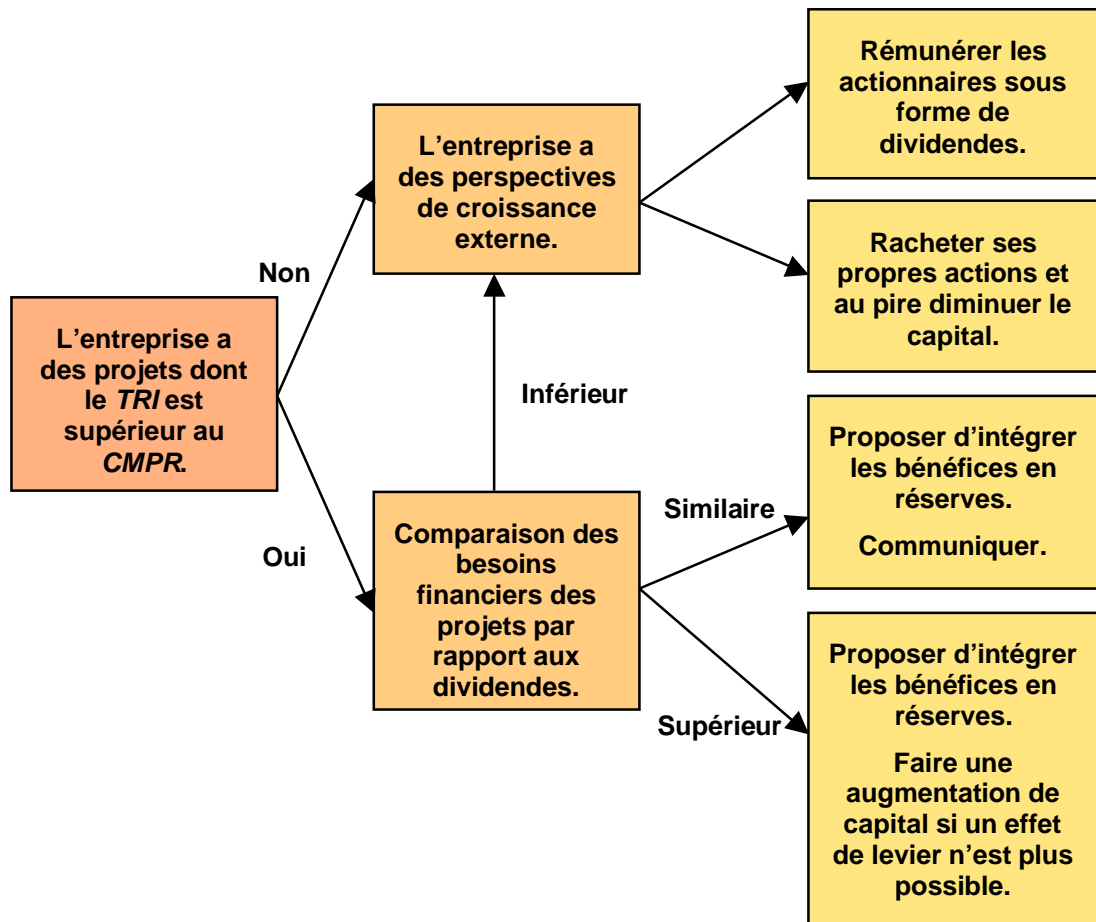 L’entreprise a
des projets dont
le TRI est
supérieur au
CMPR.
Non
Oui
L’entreprise a
des perspectives
de croissance
externe.
Inférieur
Comparaison des
besoins
financiers des
projets par
rapport aux
dividendes.
Similaire
Supérieur
Rémunérer les
actionnaires sous
forme de
dividendes.
Racheter ses
propres actions et
au pire diminuer le
capital.
Proposer d’intégrer
les bénéfices en
réserves.
Communiquer.
Proposer d’intégrer
les bénéfices en
réserves.
Faire une
augmentation de
capital si un effet
de levier n’est plus
possible.